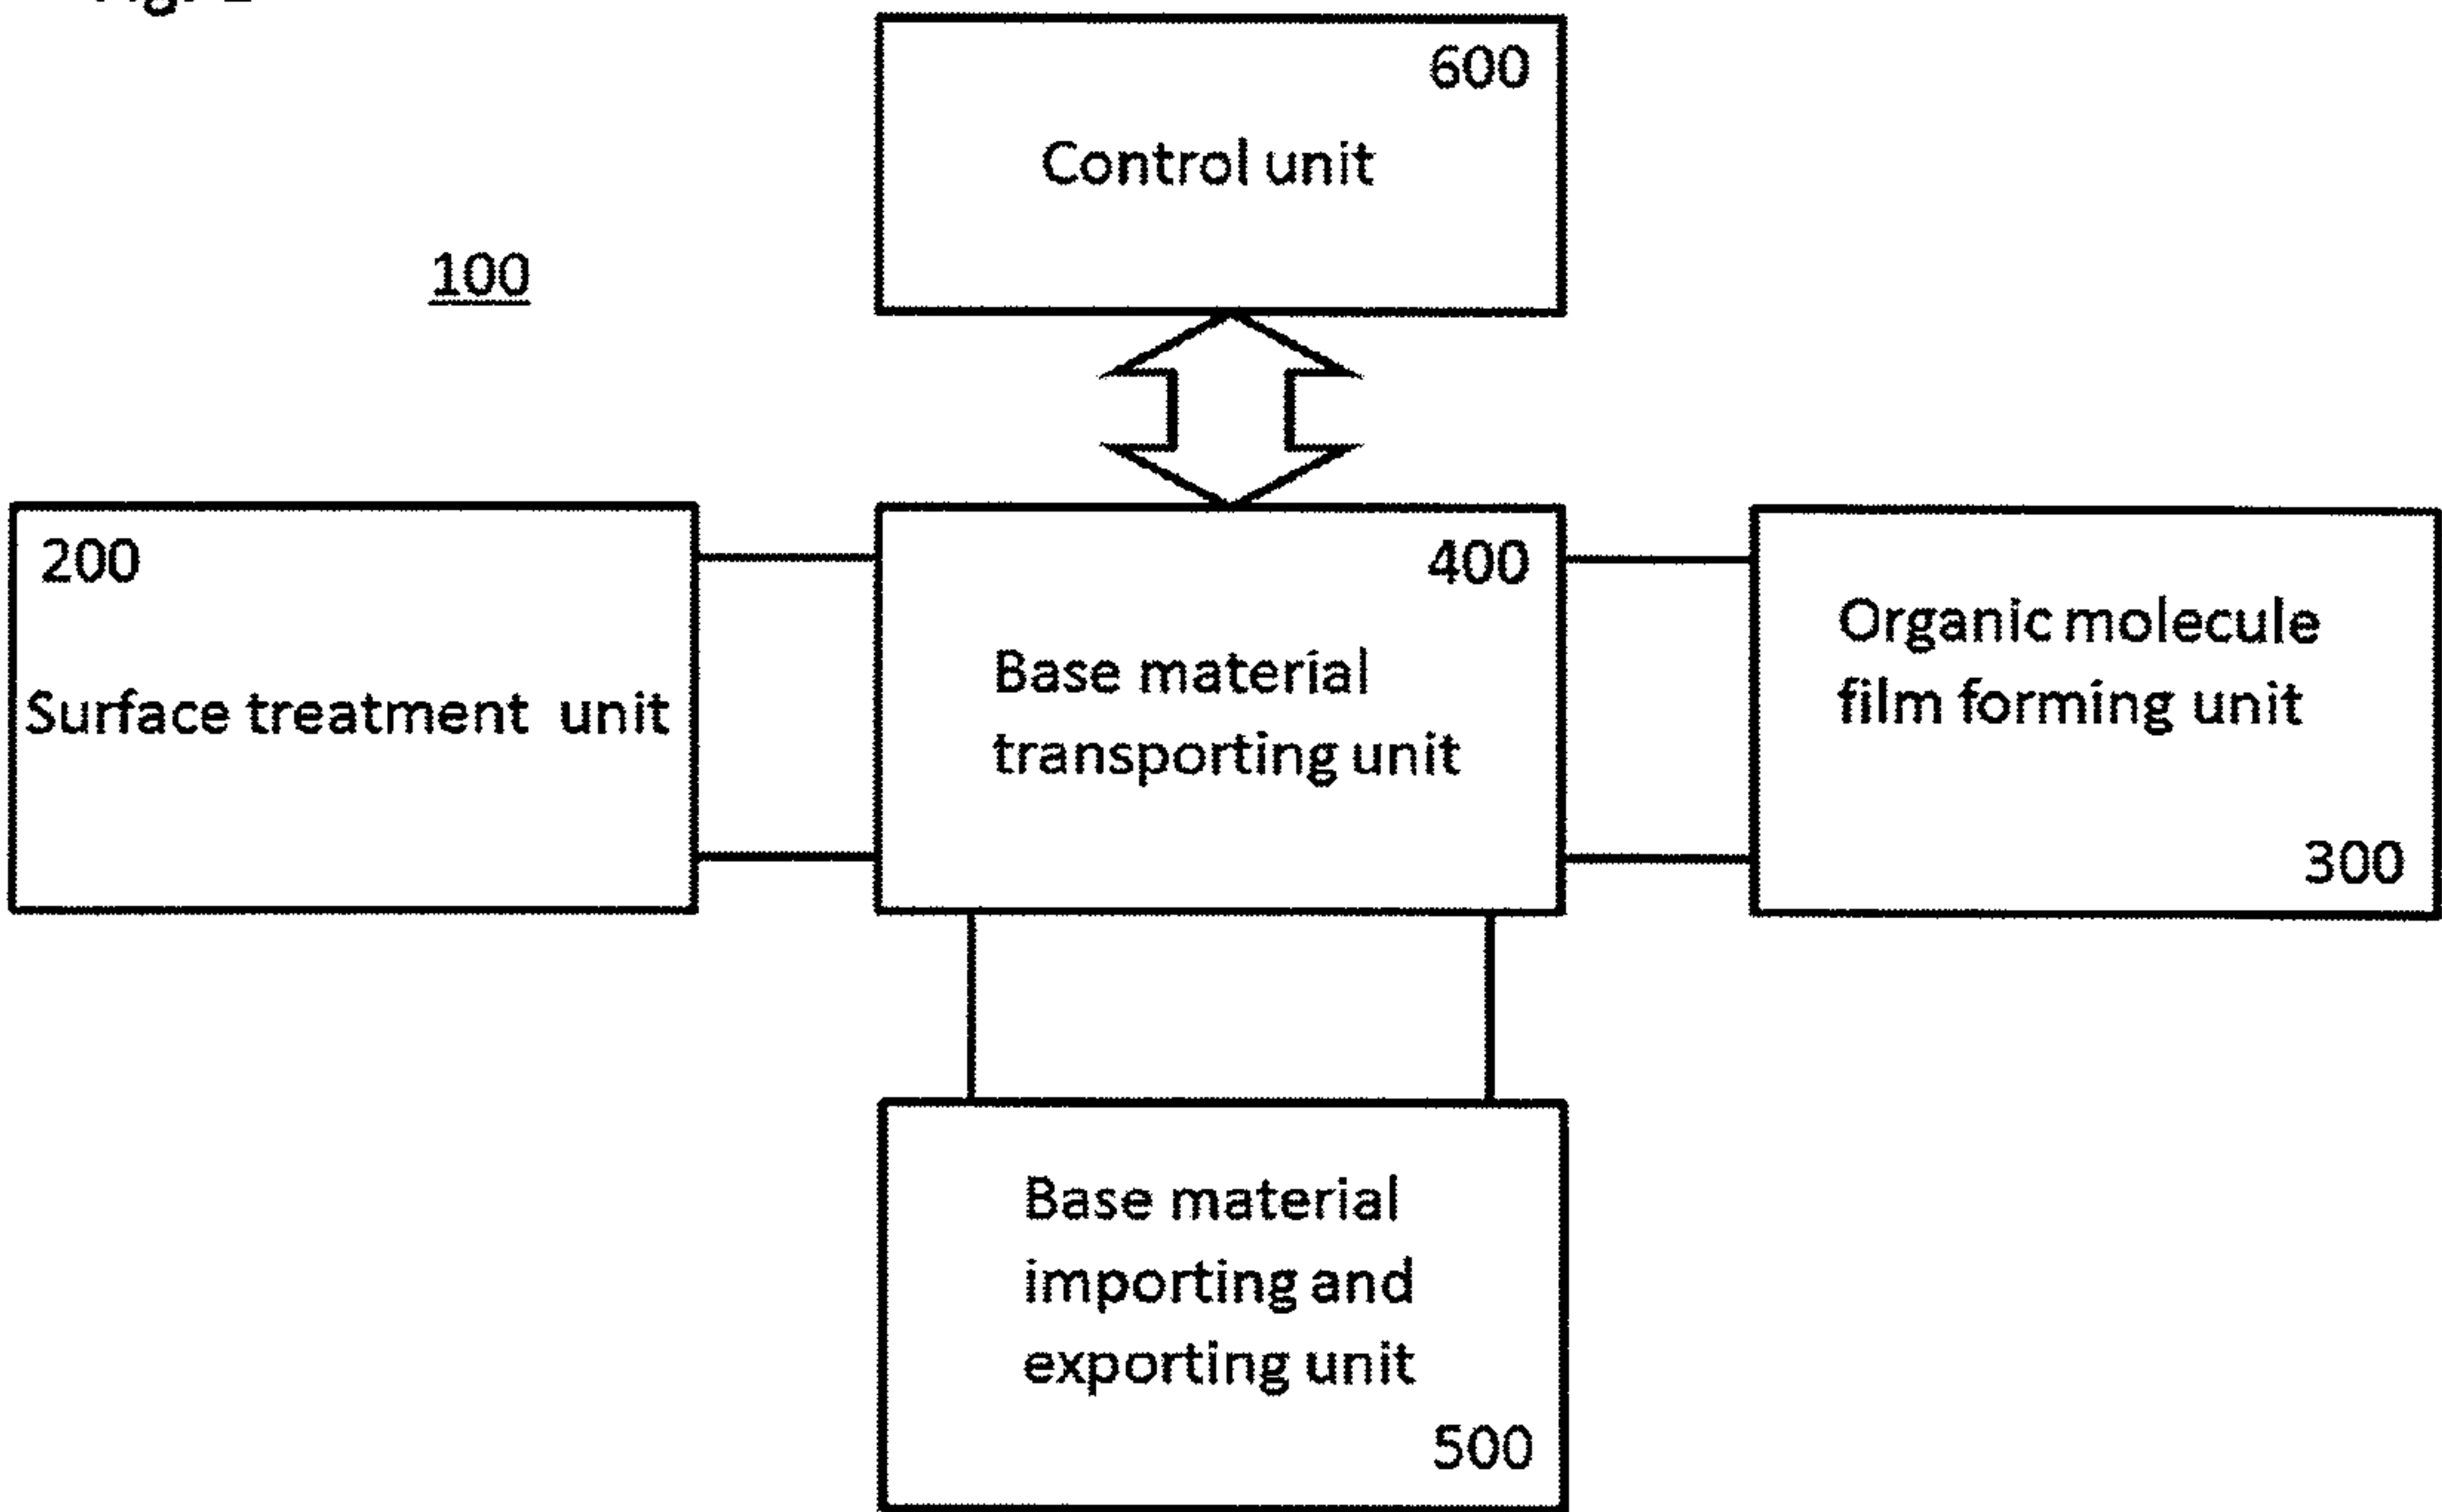 600
Control unit
100
200
Surface treatment unit
400
Base material
transporting unit
Organic molecule
film forming unit
300
Base material
importing and
exporting unit
500